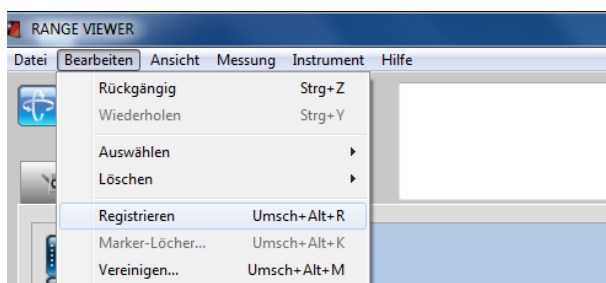 RANGE VIEWER
Datei Bearbeiten Ansicht Messung Instrument Hilfe
Rückgängig Strg+Z
Wiederholen Strg+Y
Auswählen
Löschen
Registrieren Umsch+Alt+R
Marker-Löcher... Umsch+Alt+K
Vereinigen... Umsch+Alt+M